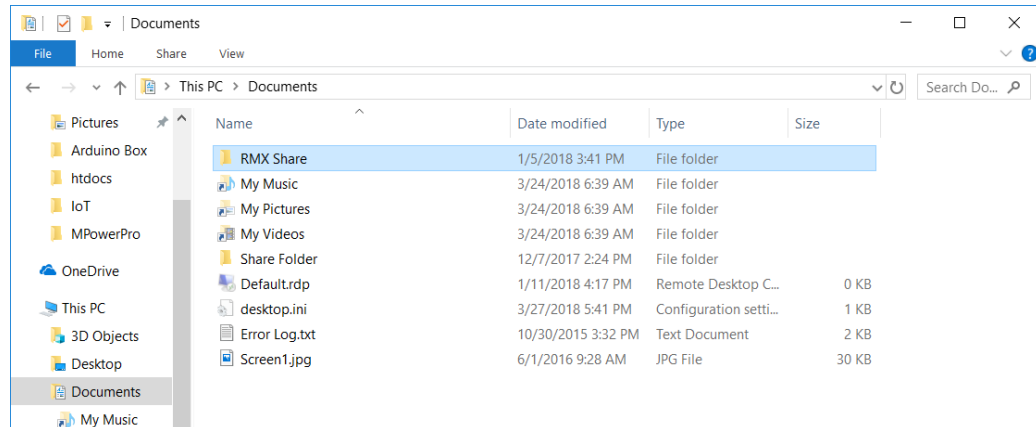 Documents
File Home Share View
This PC > Documents Search Do...
Pictures
Arduino Box
htdocs
IoT
MPowerPro
OneDrive
This PC
3D Objects
Desktop
Documents
My Music
Name Date modified Type Size
RMX Share 1/5/2018 3:41 PM File folder
My Music 3/24/2018 6:39 AM File folder
My Pictures 3/24/2018 6:39 AM File folder
My Videos 3/24/2018 6:39 AM File folder
Share Folder 12/7/2017 2:24 PM File folder
Default.rdp 1/11/2018 4:17 PM Remote Desktop C... 0 KB
desktop.ini 3/27/2018 5:41 PM Configuration setti... 1 KB
Error Log.txt 10/30/2015 3:32 PM Text Document 2 KB
Screen1.jpg 6/1/2016 9:28 AM JPG File 30 KB